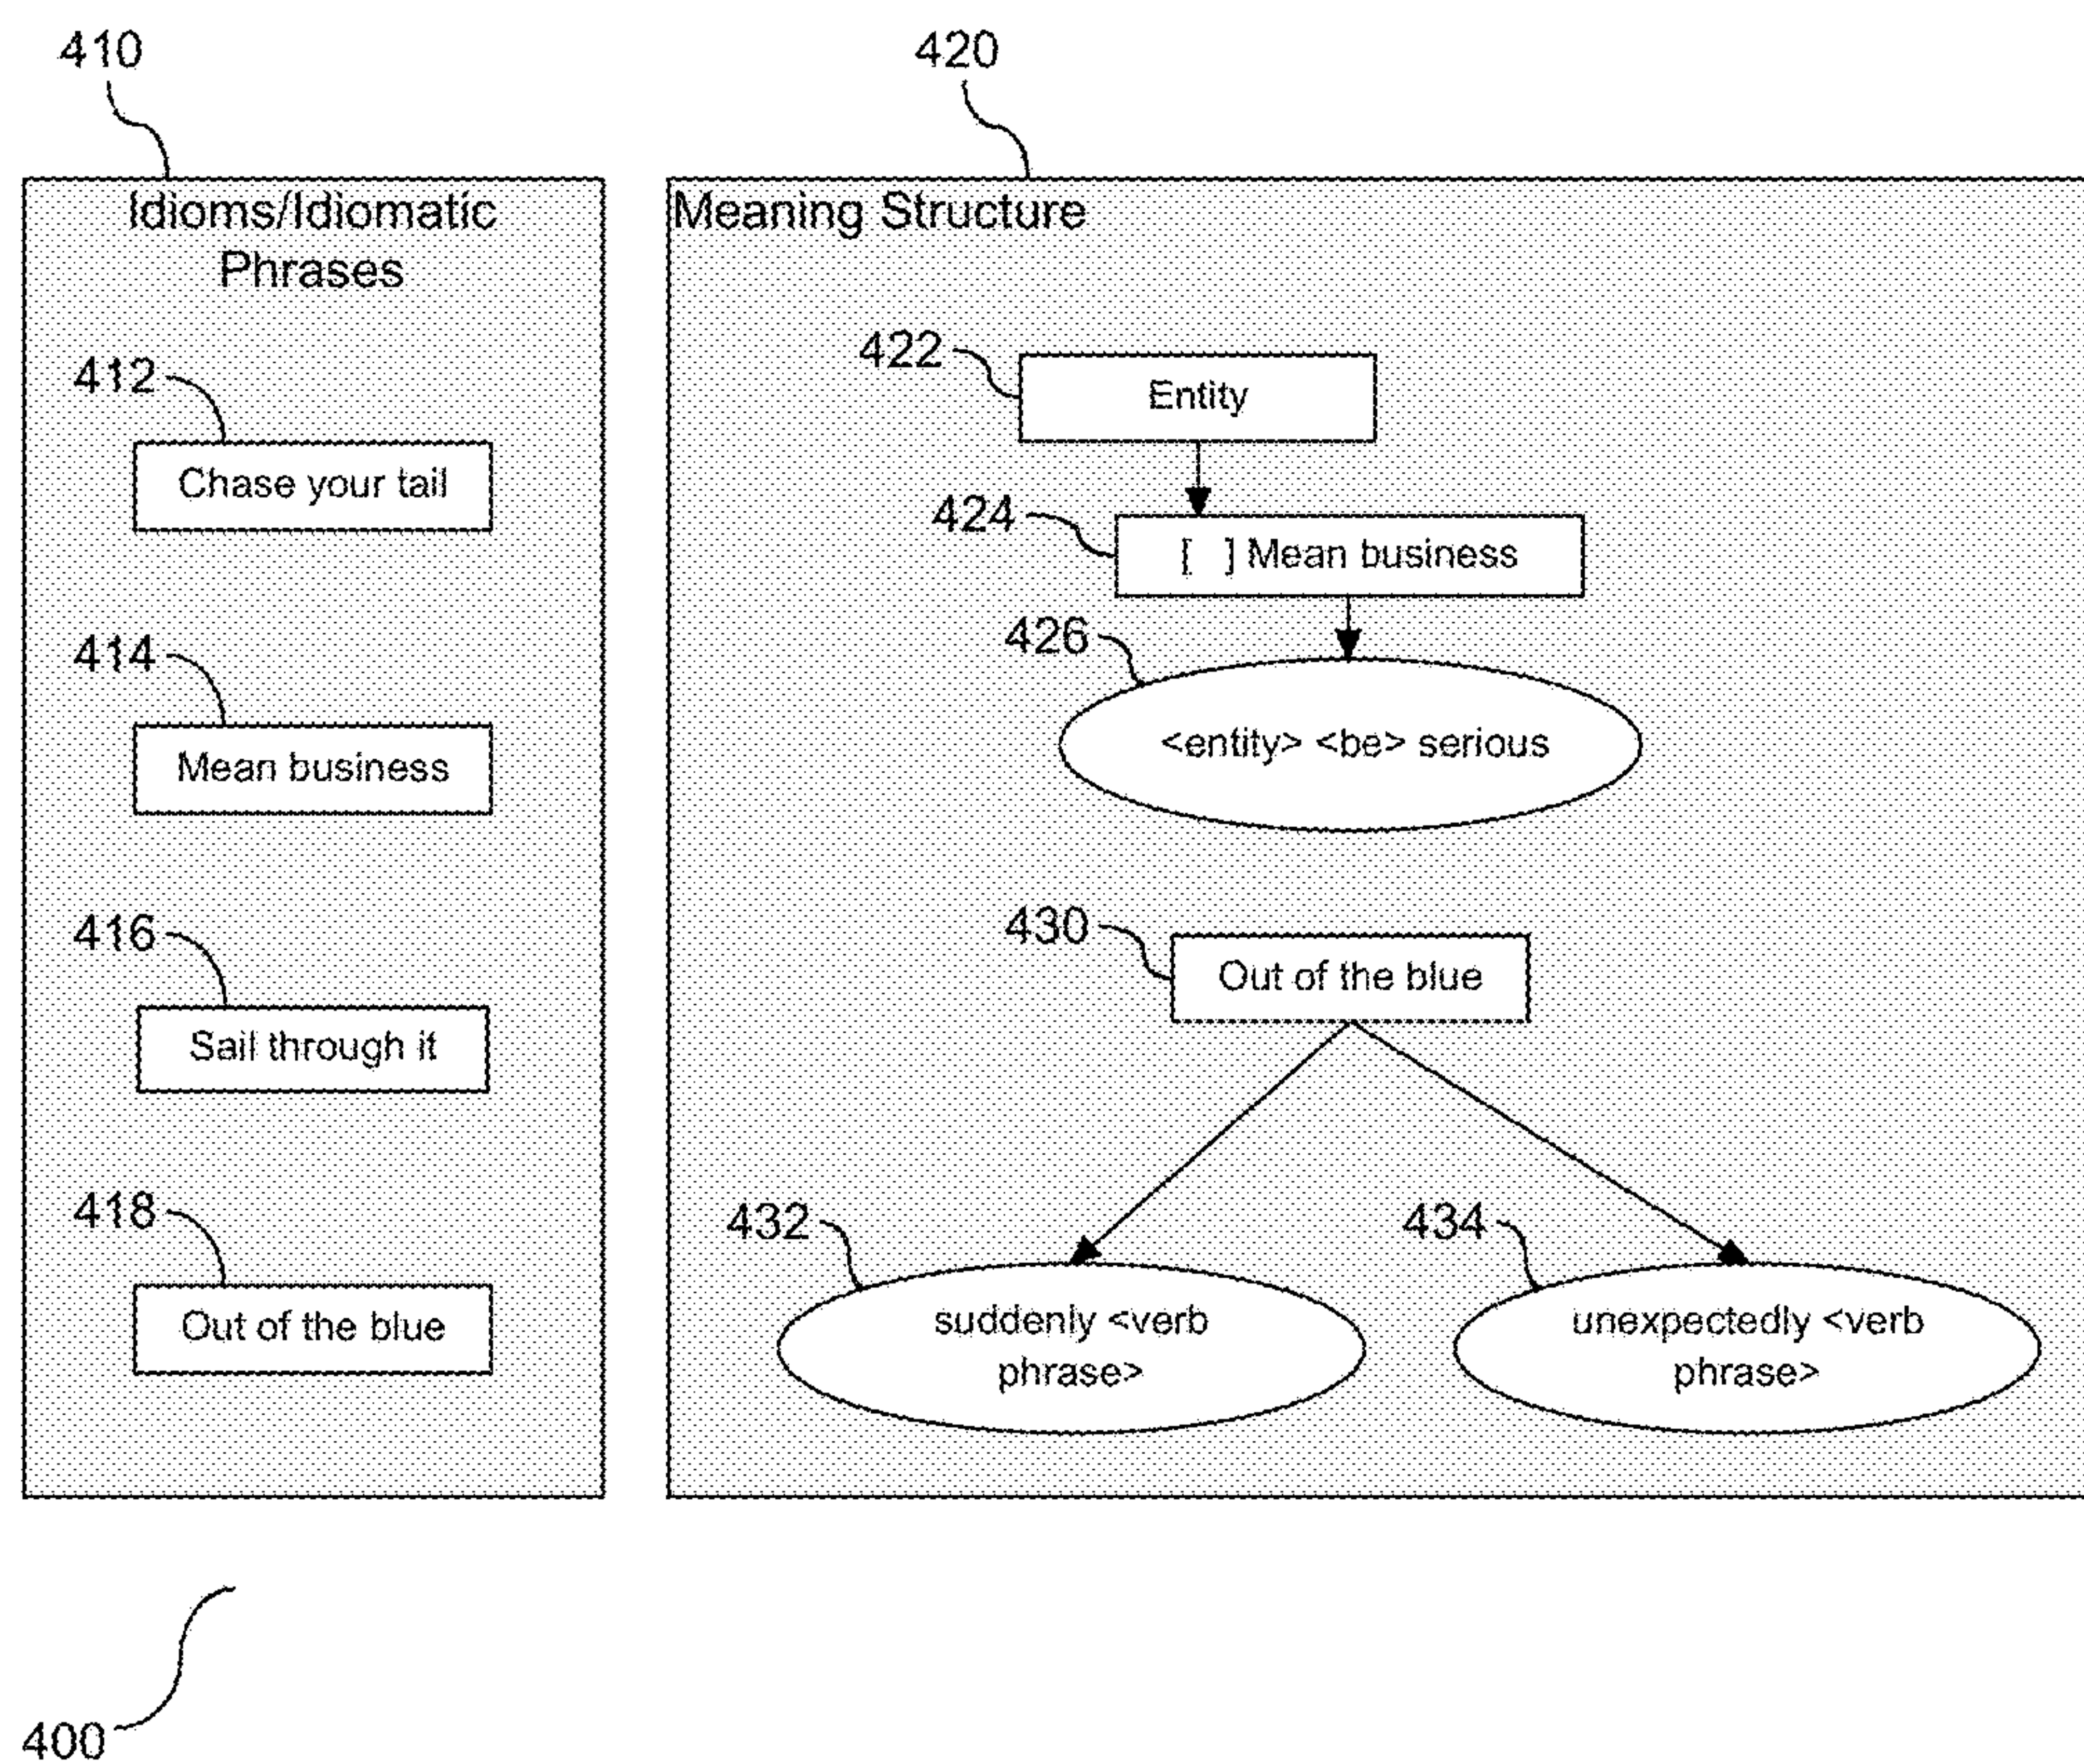 410
420
Idioms/Idiomatic
Phrases
Meaning Structure
412
Chase your tail
414
Mean business
416
Sail through it
418
Out of the blue
422
Entity
424
[ ] Mean business
426
<entity> <be> serious
430
Out of the blue
432
suddenly <verb
phrase>
434
unexpectedly <verb
phrase>
400